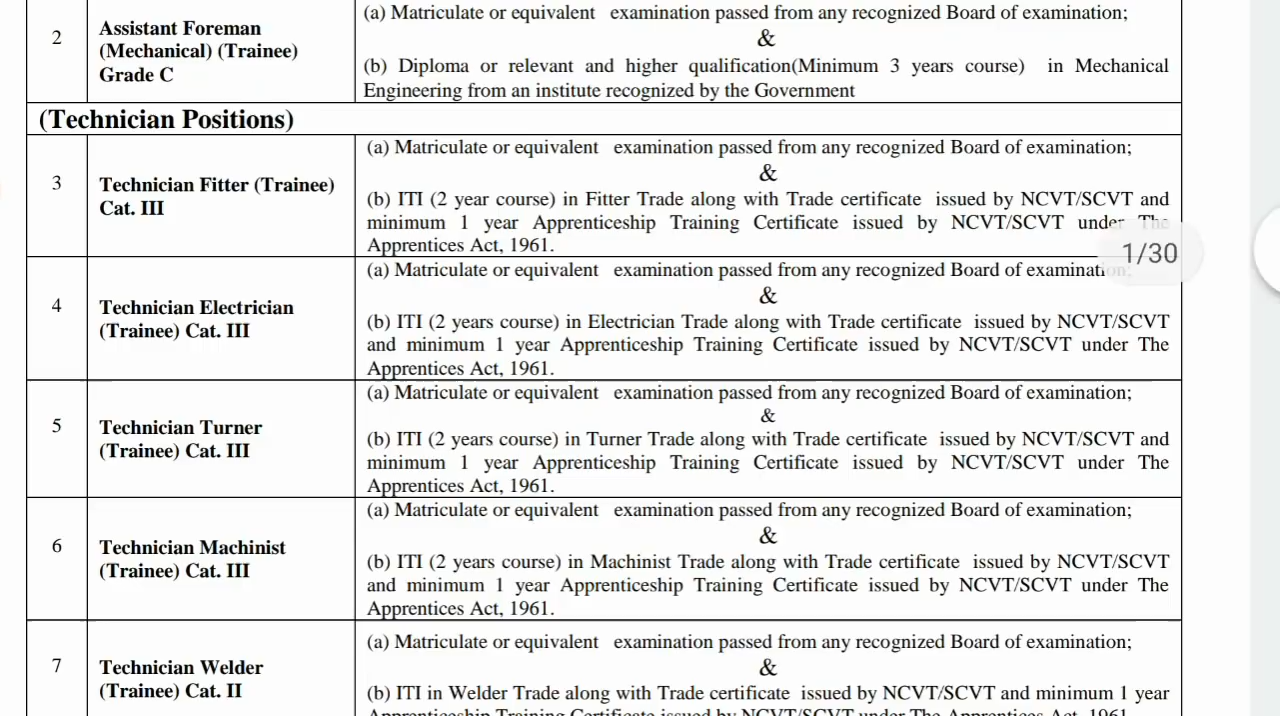 2
Assistant Foreman
(Mechanical) (Trainee)
Grade C
(a) Matriculate or equivalent examination passed from any recognized Board of examination;
&
(b) Diploma or relevant and higher qualification(Minimum 3 years course) in Mechanical
Engineering from an institute recognized by the Government
(Technician Positions)
3
Technician Fitter (Trainee)
Cat. III
(a) Matriculate or equivalent examination passed from any recognized Board of examination;
&
(b) ITI (2 year course) in Fitter Trade along with Trade certificate issued by NCVT/SCVT and
minimum 1 year Apprenticeship Training Certificate issued by NCVT/SCVT under The
Apprentices Act, 1961.
1/30
4
Technician Electrician
(Trainee) Cat. III
(a) Matriculate or equivalent examination passed from any recognized Board of examination;
&
(b) ITI (2 years course) in Electrician Trade along with Trade certificate issued by NCVT/SCVT
and minimum 1 year Apprenticeship Training Certificate issued by NCVT/SCVT under The
Apprentices Act, 1961.
5
Technician Turner
(Trainee) Cat. III
(a) Matriculate or equivalent examination passed from any recognized Board of examination;
&
(b) ITI (2 years course) in Turner Trade along with Trade certificate issued by NCVT/SCVT and
minimum 1 year Apprenticeship Training Certificate issued by NCVT/SCVT under The
Apprentices Act, 1961.
6
Technician Machinist
(Trainee) Cat. III
(a) Matriculate or equivalent examination passed from any recognized Board of examination;
&
(b) ITI (2 years course) in Machinist Trade along with Trade certificate issued by NCVT/SCVT
and minimum 1 year Apprenticeship Training Certificate issued by NCVT/SCVT under The
Apprentices Act, 1961.
7
Technician Welder
(Trainee) Cat. II
(a) Matriculate or equivalent examination passed from any recognized Board of examination;
&
(b) ITI in Welder Trade along with Trade certificate issued by NCVT/SCVT and minimum 1 year
Apprenticeship Training Certificate issued by NCVT/SCVT under The Apprentices Act, 1961